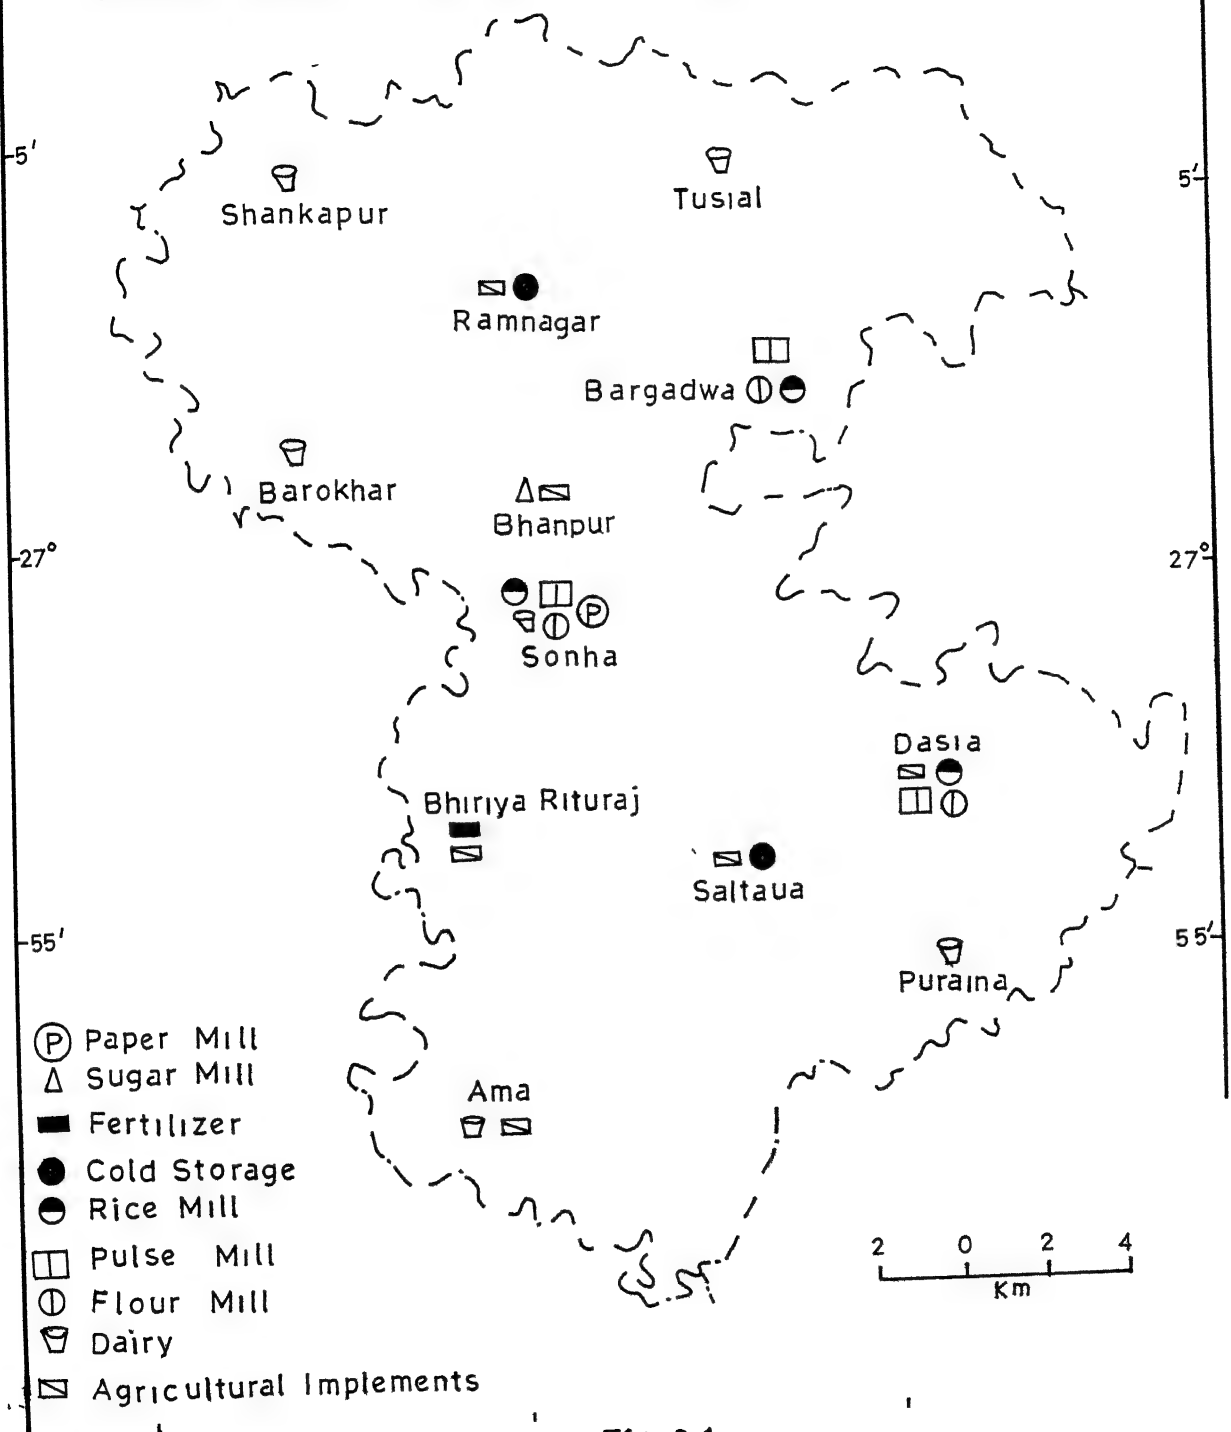 5' 5'
Shankapur
Tusial
Ramnagar
Bargadwa
Barokhar
Bhanpur
27° 27°
P
Sonha
Dasia
Bhiriya Rituraj
Saltaua
55' 55'
Puraina
P Paper Mill
Sugar Mill
Ama
Fertilizer
Cold Storage
Rice Mill
Pulse Mill
2 0 2 4
Km
Flour Mill
Dairy
Agricultural Implements